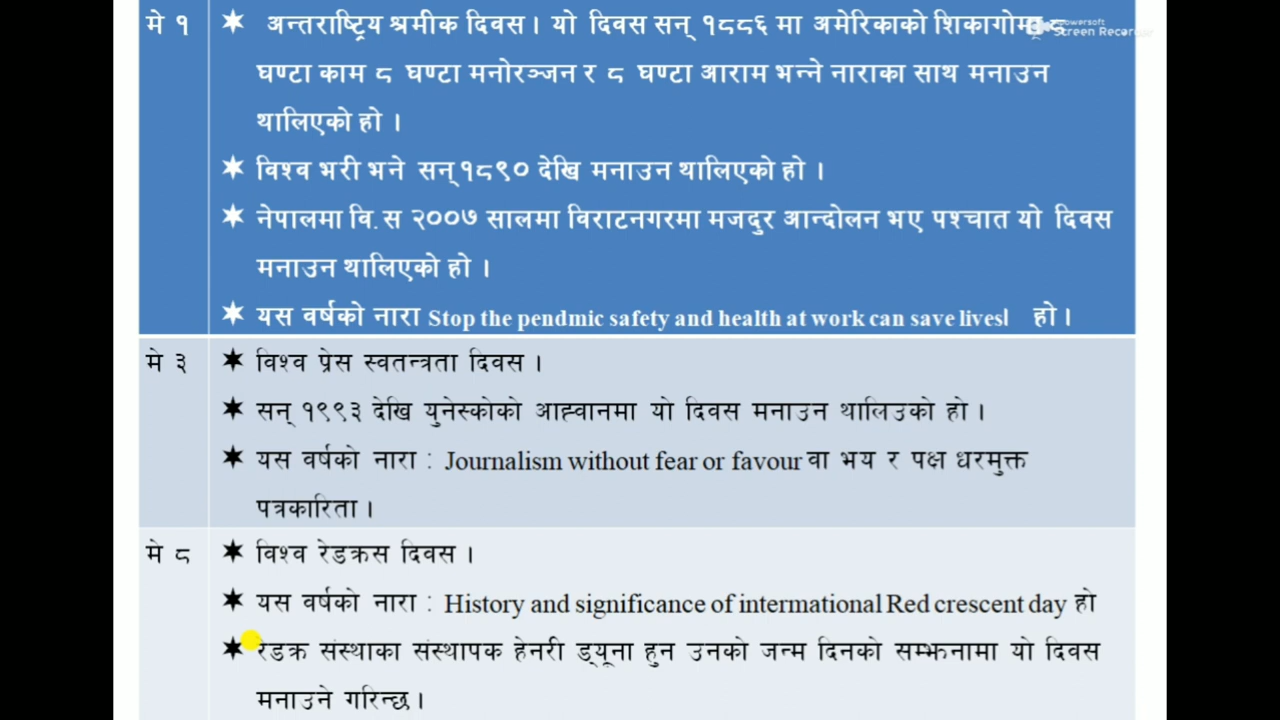 मे १ ✶ अन्तराष्ट्रिय श्रमीक दिवस । यो दिवस सन् १८८६ मा अमेरिकाको शिकागोमा ८
Powersoft
Screen Recorder
घण्टा काम ८ घण्टा मनोरञ्जन र ८ घण्टा आराम भन्ने नाराका साथ मनाउन
थालिएको हो ।
✶ विश्व भरी भने सन् १८९० देखि मनाउन थालिएको हो ।
✶ नेपालमा वि.स २००७ सालमा विराटनगरमा मजदुर आन्दोलन भए पश्चात यो दिवस
मनाउन थालिएको हो ।
✶ यस वर्षको नारा Stop the pendmic safety and health at work can save lives। हो ।
मे ३ ✶ विश्व प्रेस स्वतन्त्रता दिवस ।
✶ सन् १९९३ देखि युनेस्कोको आह्वानमा यो दिवस मनाउन थालिउको हो ।
✶ यस वर्षको नारा : Journalism without fear or favour वा भय र पक्ष धरमुक्त
पत्रकारिता ।
मे ८ ✶ विश्व रेडक्रस दिवस ।
✶ यस वर्षको नारा : History and significance of intermational Red crescent day हो
✶ रेडक्र संस्थाका संस्थापक हेनरी ड्यूना हुन उनको जन्म दिनको सम्झनामा यो दिवस
मनाउने गरिन्छ ।